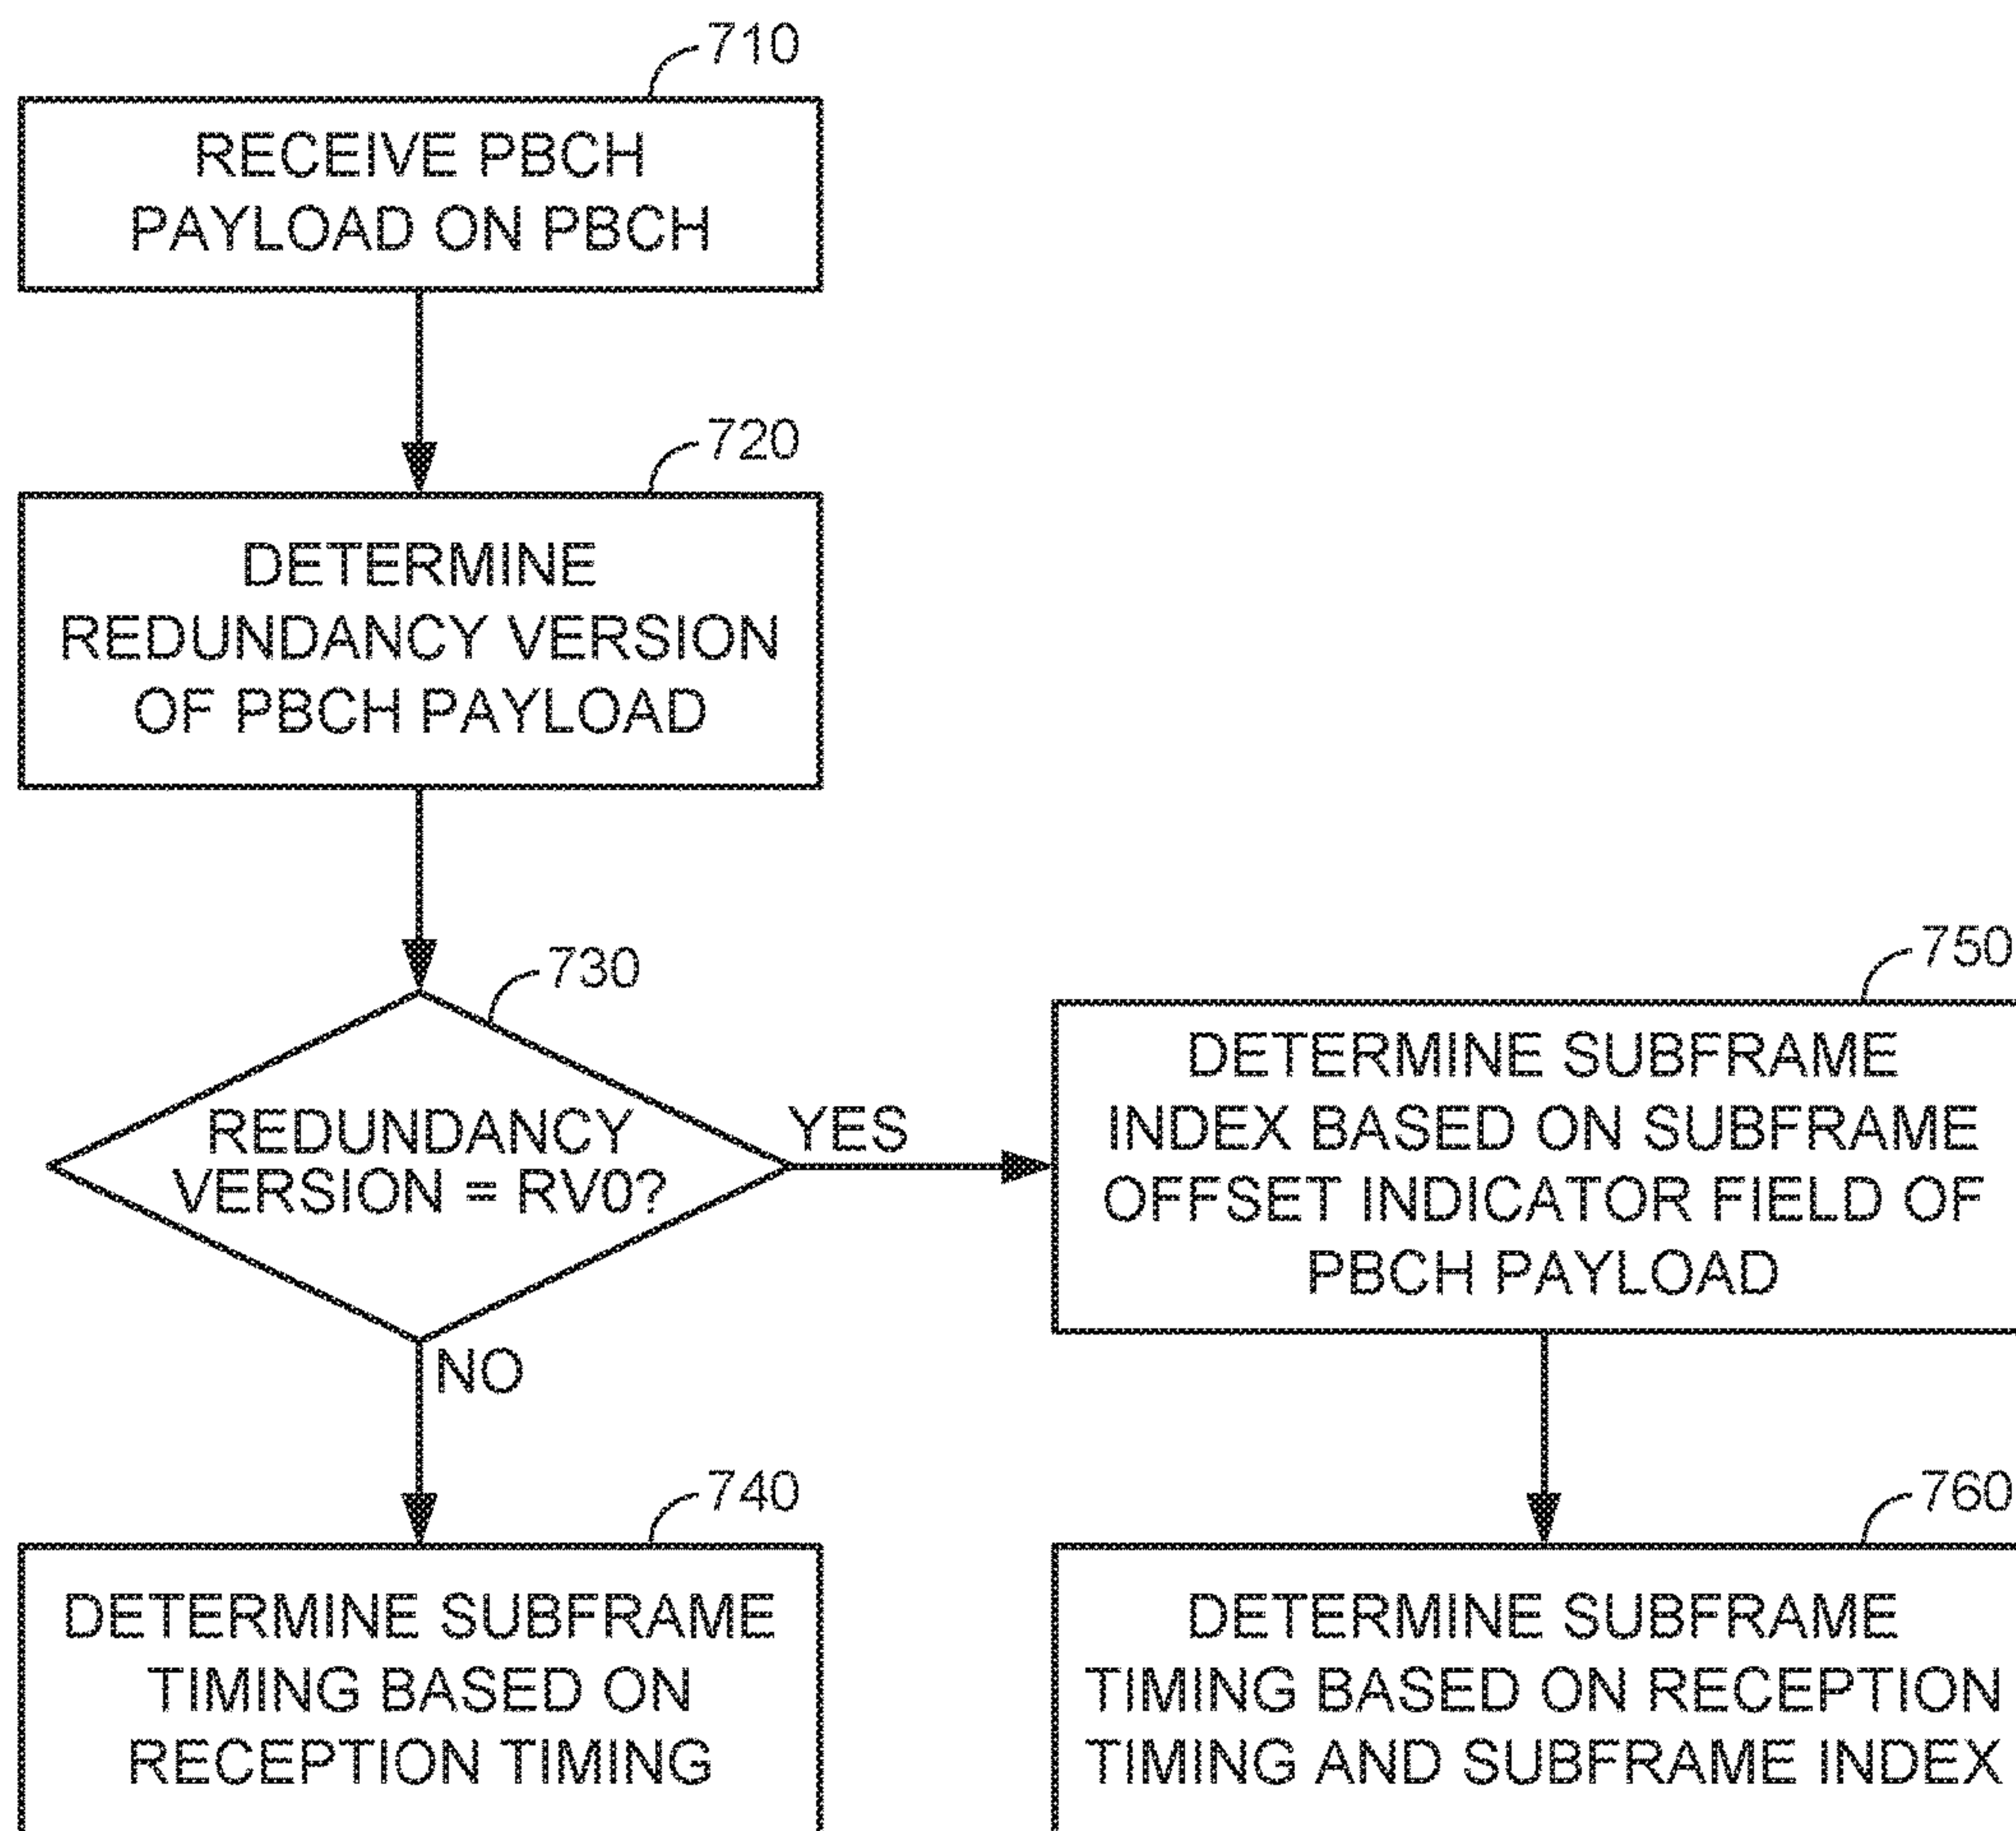 710
RECEIVE PBCH
PAYLOAD ON PBCH
720
DETERMINE
REDUNDANCY VERSION
OF PBCH PAYLOAD
730
REDUNDANCY
VERSION = RV0?
YES
NO
740
DETERMINE SUBFRAME
TIMING BASED ON
RECEPTION TIMING
750
DETERMINE SUBFRAME
INDEX BASED ON SUBFRAME
OFFSET INDICATOR FIELD OF
PBCH PAYLOAD
760
DETERMINE SUBFRAME
TIMING BASED ON RECEPTION
TIMING AND SUBFRAME INDEX